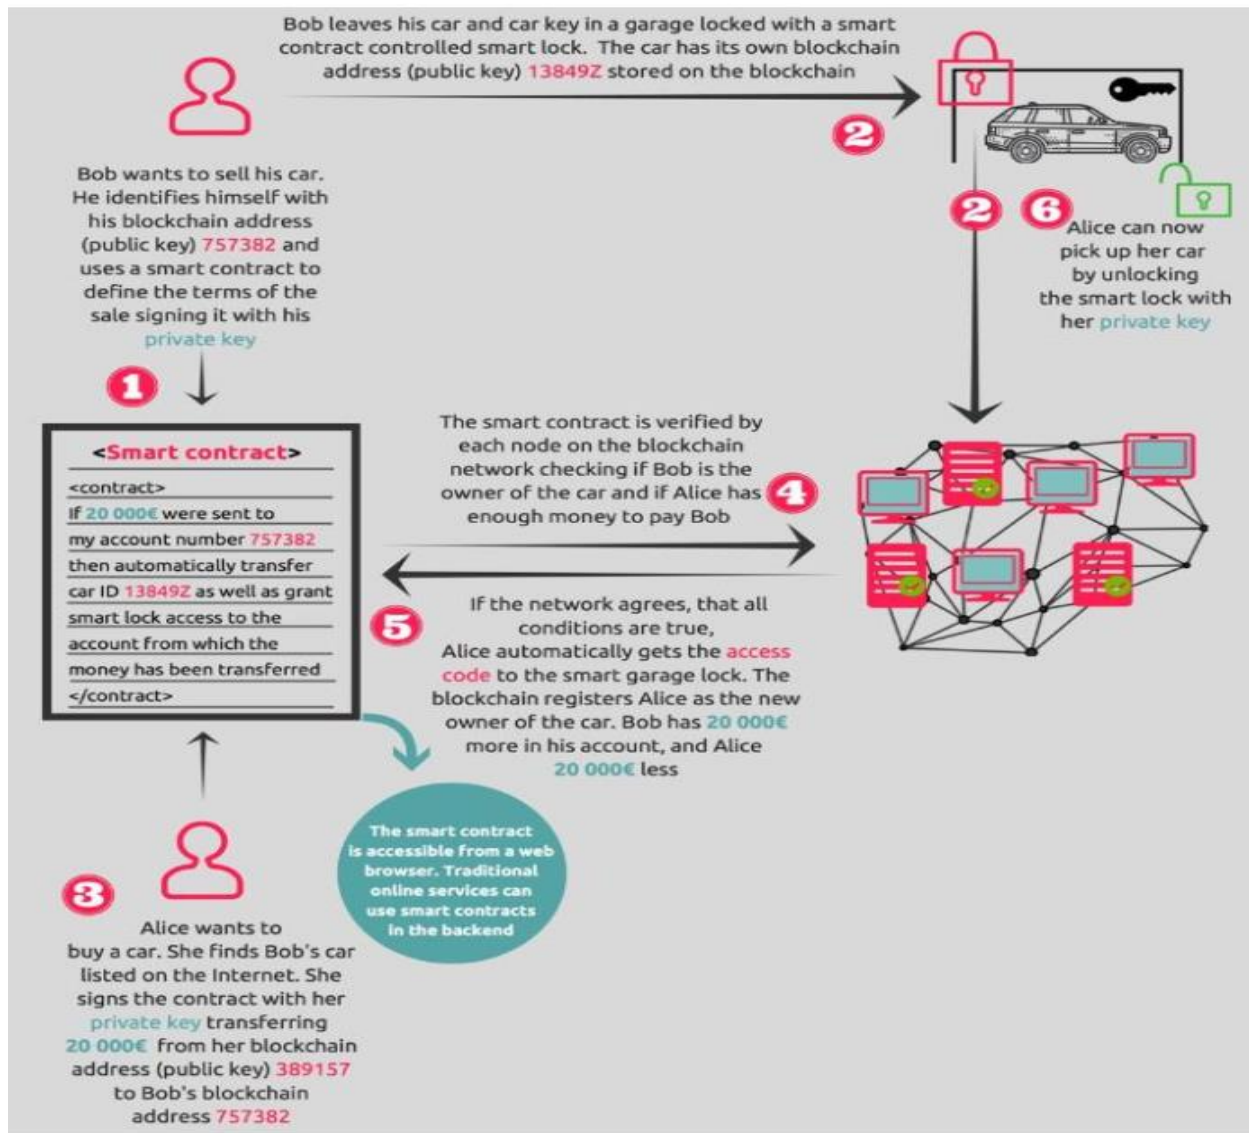 Bob leaves his car and car key in a garage locked with a smart
contract controlled smart lock. The car has its own blockchain
address (public key) 13849Z stored on the blockchain
2
Bob wants to sell his car.
He identifies himself with
his blockchain address
(public key) 757382 and
uses a smart contract to
define the terms of the
sale signing it with his
private key
1
2
6
Alice can now
pick up her car
by unlocking
the smart lock with
her private key
<Smart contract>
<contract>
If 20 000€ were sent to
my account number 757382
then automatically transfer
car ID 13849Z as well as grant
smart lock access to the
account from which the
money has been transferred
</contract>
The smart contract is verified by
each node on the blockchain
network checking if Bob is the
owner of the car and if Alice has
enough money to pay Bob
4
5
If the network agrees, that all
conditions are true,
Alice automatically gets the access
code to the smart garage lock. The
blockchain registers Alice as the new
owner of the car. Bob has 20 000€
more in his account, and Alice
20 000€ less
The smart contract
is accessible from a web
browser. Traditional
online services can
use smart contracts
in the backend
3
Alice wants to
buy a car. She finds Bob's car
listed on the Internet. She
signs the contract with her
private key transferring
20 000€ from her blockchain
address (public key) 389157
to Bob's blockchain
address 757382